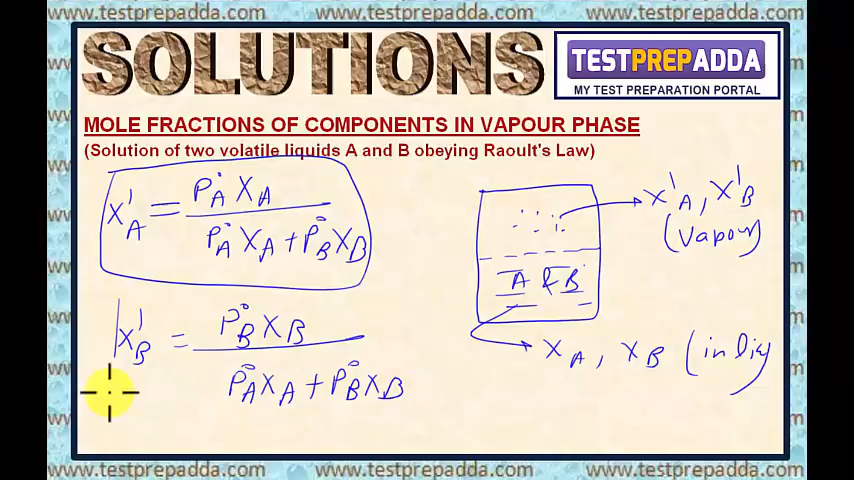 www.testprepadda.com www.testprepadda.com www.testprepadda.com
SOLUTIONS
TESTPREPADDA
MY TEST PREPARATION PORTAL
MOLE FRACTIONS OF COMPONENTS IN VAPOUR PHASE
(Solution of two volatile liquids A and B obeying Raoult's Law)
X'A = P°A XA / P°A XA + P°B XB
X'A, X'B
(Vapour)
A & B
X'B = P°B XB / P°A XA + P°B XB
XA, XB (in liq
www.testprepadda.com www.testprepadda.com www.testprepadda.com